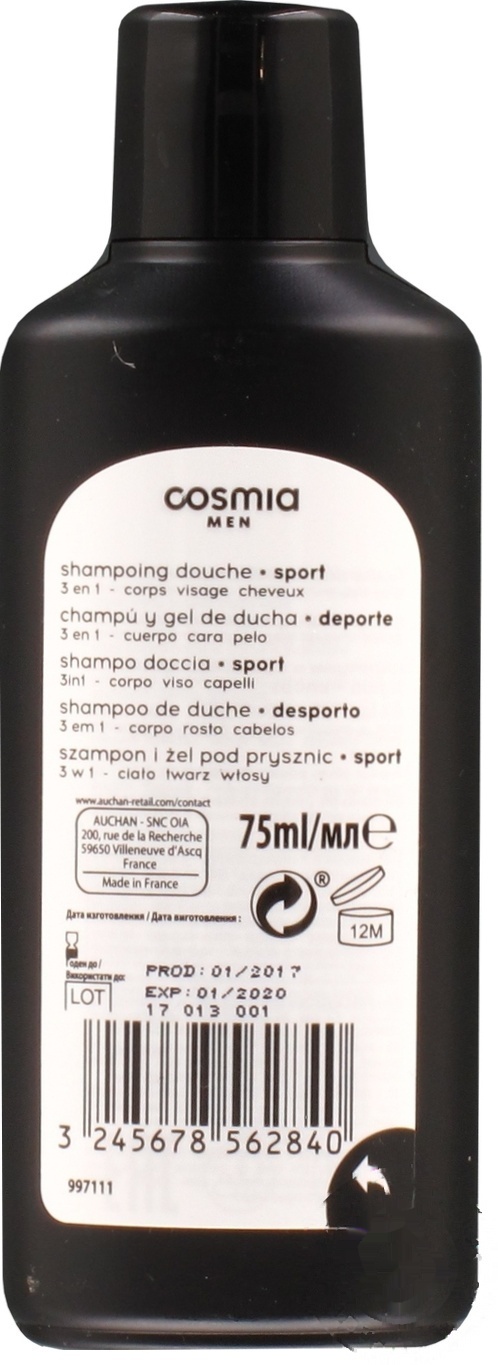 cosmia
MEN
shampoing douche • sport
3 en 1 - corps visage cheveux
champú y gel de ducha • deporte
3 en 1 - cuerpo cara pelo
shampo doccia • sport
3in1 - corpo viso capelli
shampoo de duche • desporto
3 em 1 - corpo rosto cabelos
szampon i żel pod prysznic • sport
3 w 1 - ciało twarz włosy
www.auchan-retail.com/contact
AUCHAN - SNC OIA
200, rue de la Recherche
59650 Villeneuve d'Ascq
France
Made in France
75ml/мл℮
®
12M
Дата изготовления / Дата виготовлення :
Годен до /
Використати до:
LOT
PROD: 01/2017
EXP: 01/2020
17 013 001
3 245678 562840
997111